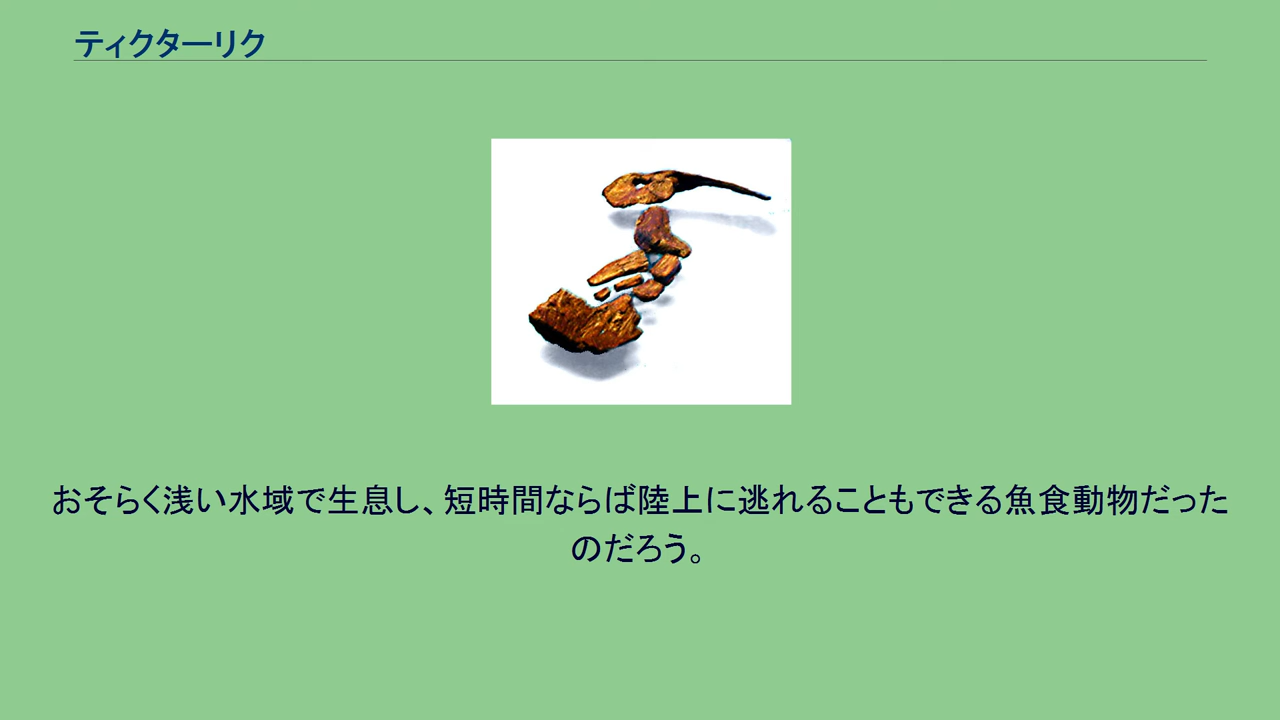 ティクターリク
おそらく浅い水域で生息し、短時間ならば陸上に逃れることもできる魚食動物だった
のだろう。